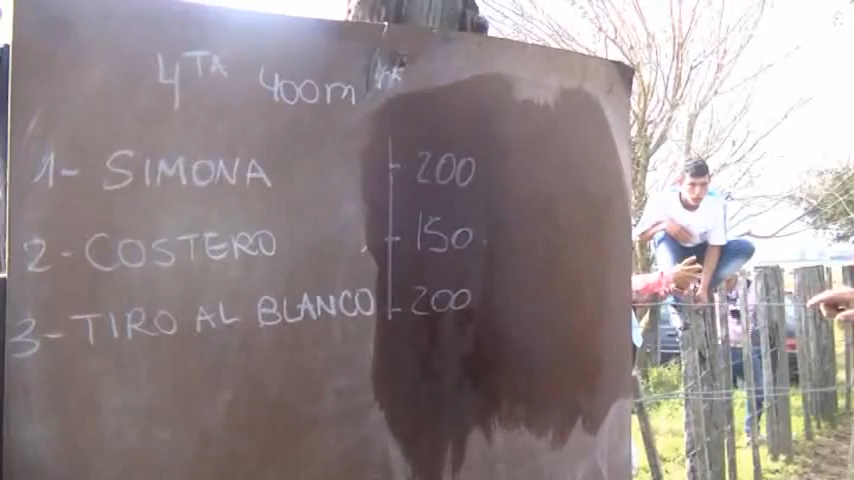 4TA 400m
1- SIMONA 200
2- COSTERO 150
3- TIRO AL BLANCO 200